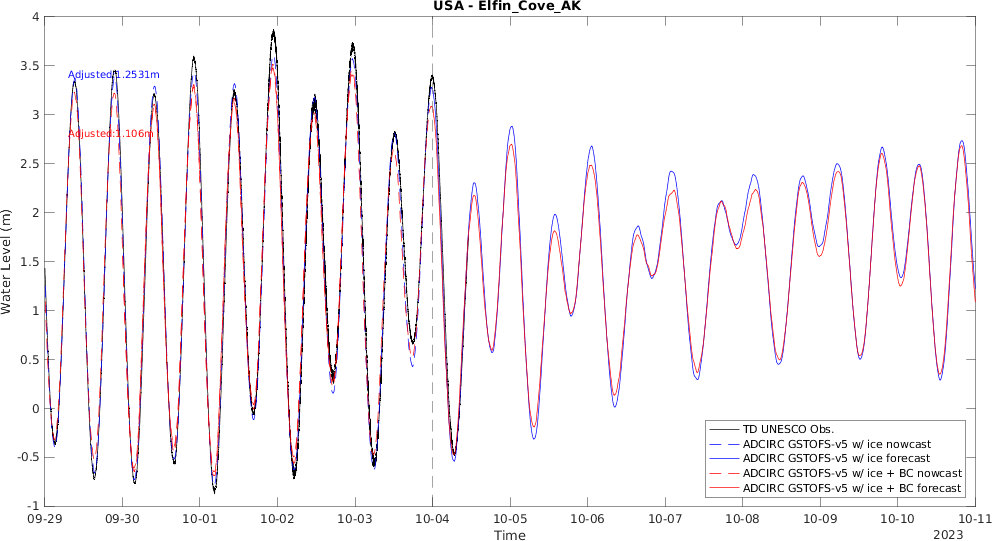 USA - Elfin_Cove_AK
4
3.5
3
2.5
2
1.5
1
0.5
0
-0.5
-1
Water Level (m)
Adjusted:1.2531m
Adjusted:1.106m
TD UNESCO Obs.
ADCIRC GSTOFS-v5 w/ ice nowcast
ADCIRC GSTOFS-v5 w/ ice forecast
ADCIRC GSTOFS-v5 w/ ice + BC nowcast
ADCIRC GSTOFS-v5 w/ ice + BC forecast
09-29 09-30 10-01 10-02 10-03 10-04 10-05 10-06 10-07 10-08 10-09 10-10 10-11
Time
2023